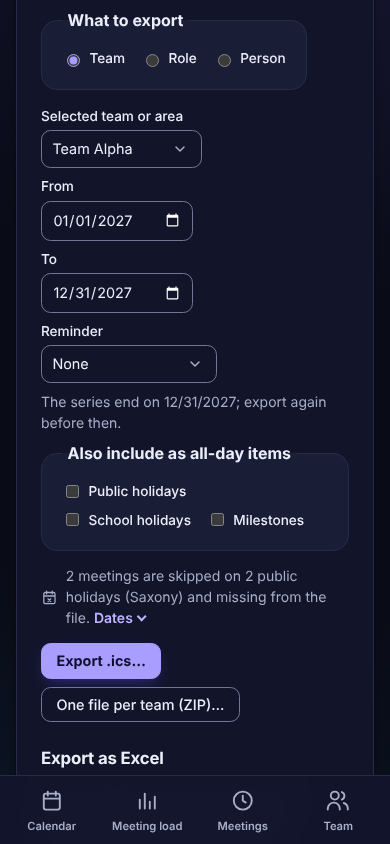 What to export
Team Role Person
Selected team or area
Team Alpha
From
01/01/2027
To
12/31/2027
Reminder
None
The series end on 12/31/2027; export again
before then.
Also include as all-day items
Public holidays
School holidays Milestones
2 meetings are skipped on 2 public
holidays (Saxony) and missing from the
file. Dates
Export .ics...
One file per team (ZIP)...
Export as Excel
Calendar Meeting load Meetings Team